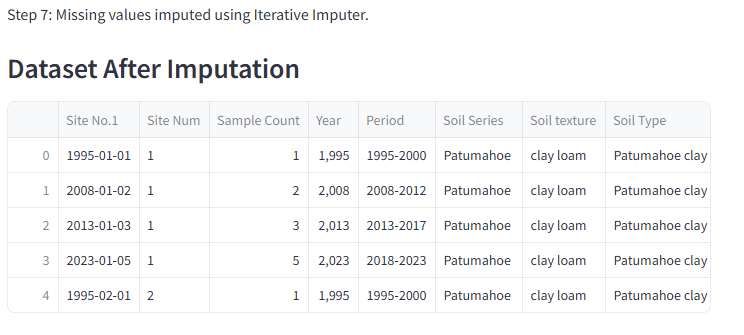 Step 7: Missing values imputed using Iterative Imputer.
Dataset After Imputation
Site No.1 Site Num Sample Count Year Period Soil Series Soil texture Soil Type
0 1995-01-01 1 1 1,995 1995-2000 Patumahoe clay loam Patumahoe clay
1 2008-01-02 1 2 2,008 2008-2012 Patumahoe clay loam Patumahoe clay
2 2013-01-03 1 3 2,013 2013-2017 Patumahoe clay loam Patumahoe clay
3 2023-01-05 1 5 2,023 2018-2023 Patumahoe clay loam Patumahoe clay
4 1995-02-01 2 1 1,995 1995-2000 Patumahoe clay loam Patumahoe clay